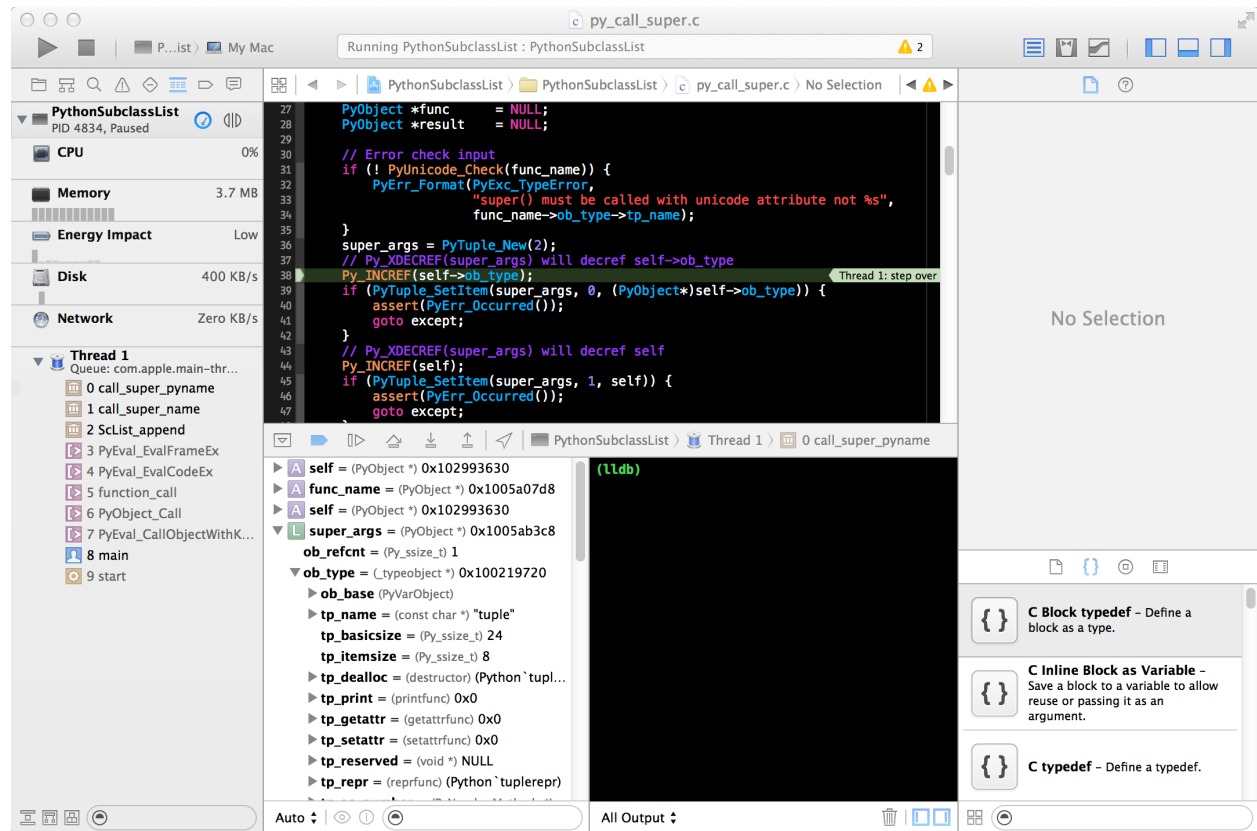 py_call_super.c
P...ist〉 My Mac
Running PythonSubclassList : PythonSubclassList
2
PythonSubclassList 〉 PythonSubclassList 〉 py_call_super.c 〉 No Selection
PythonSubclassList
PID 4834, Paused
CPU 0%
Memory 3.7 MB
Energy Impact Low
Disk 400 KB/s
Network Zero KB/s
Thread 1
Queue: com.apple.main-thr...
0 call_super_pyname
1 call_super_name
2 ScList_append
3 PyEval_EvalFrameEx
4 PyEval_EvalCodeEx
5 function_call
6 PyObject_Call
7 PyEval_CallObjectWithK...
8 main
9 start
27 PyObject *func = NULL;
28 PyObject *result = NULL;
29
30 // Error check input
31 if (! PyUnicode_Check(func_name)) {
32 PyErr_Format(PyExc_TypeError,
33 "super() must be called with unicode attribute not %s",
34 func_name->ob_type->tp_name);
35 }
36 super_args = PyTuple_New(2);
37 // Py_XDECREF(super_args) will decref self->ob_type
38 Py_INCREF(self->ob_type); Thread 1: step over
39 if (PyTuple_SetItem(super_args, 0, (PyObject*)self->ob_type)) {
40 assert(PyErr_Occurred());
41 goto except;
42 }
43 // Py_XDECREF(super_args) will decref self
44 Py_INCREF(self);
45 if (PyTuple_SetItem(super_args, 1, self)) {
46 assert(PyErr_Occurred());
47 goto except;
PythonSubclassList 〉 Thread 1 〉 0 call_super_pyname
A self = (PyObject *) 0x102993630
A func_name = (PyObject *) 0x1005a07d8
A self = (PyObject *) 0x102993630
L super_args = (PyObject *) 0x1005ab3c8
ob_refcnt = (Py_ssize_t) 1
ob_type = (_typeobject *) 0x100219720
ob_base (PyVarObject)
tp_name = (const char *) "tuple"
tp_basicsize = (Py_ssize_t) 24
tp_itemsize = (Py_ssize_t) 8
tp_dealloc = (destructor) (Python`tupl...
tp_print = (printfunc) 0x0
tp_getattr = (getattrfunc) 0x0
tp_setattr = (setattrfunc) 0x0
tp_reserved = (void *) NULL
tp_repr = (reprfunc) (Python`tuplerepr)
Auto
(lldb)
All Output
No Selection
{ }
{ } C Block typedef – Define a
block as a type.
{ } C Inline Block as Variable –
Save a block to a variable to allow
reuse or passing it as an
argument.
{ } C typedef – Define a typedef.